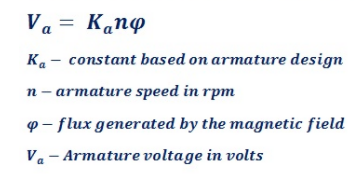 Vₐ = Kₐnφ
Kₐ – constant based on armature design
n – armature speed in rpm
φ – flux generated by the magnetic field
Vₐ – Armature voltage in volts